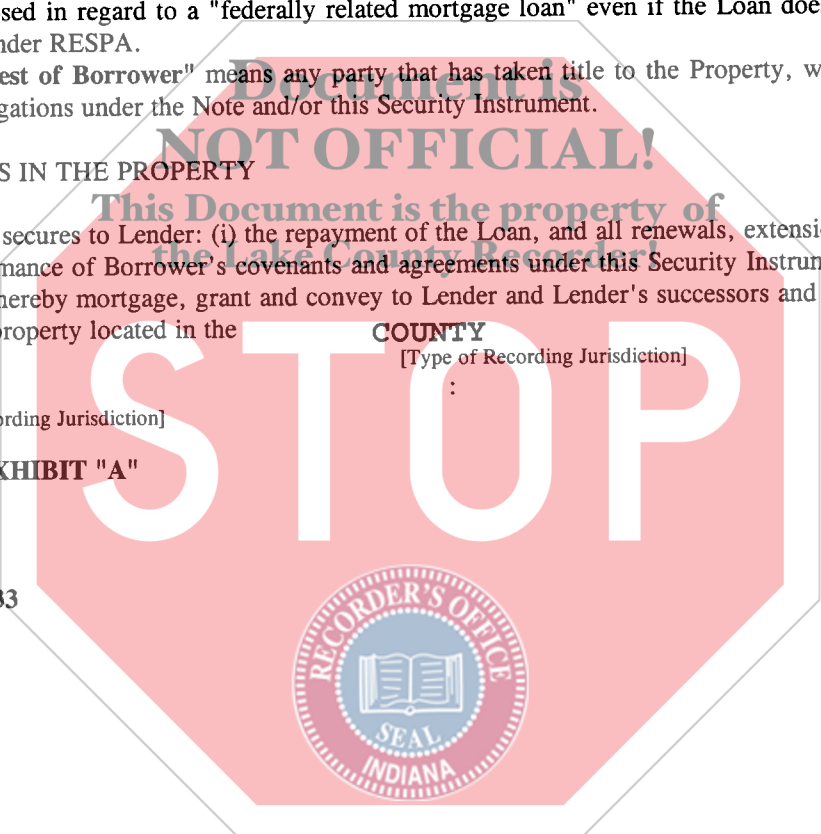 sed in regard to a "federally related mortgage loan" even if the Loan doe
nder RESPA.
est of Borrower" means any party that has taken title to the Property, w
gations under the Note and/or this Security Instrument.
Document is
NOT OFFICIAL!
S IN THE PROPERTY
This Document is the property of
the Lake County Recorder!
secures to Lender: (i) the repayment of the Loan, and all renewals, extensi
mance of Borrower's covenants and agreements under this Security Instrum
hereby mortgage, grant and convey to Lender and Lender's successors and
property located in the COUNTY
[Type of Recording Jurisdiction]
:
ording Jurisdiction]
STOP
XHIBIT "A"
33
RECORDER'S OFFICE
SEAL
INDIANA